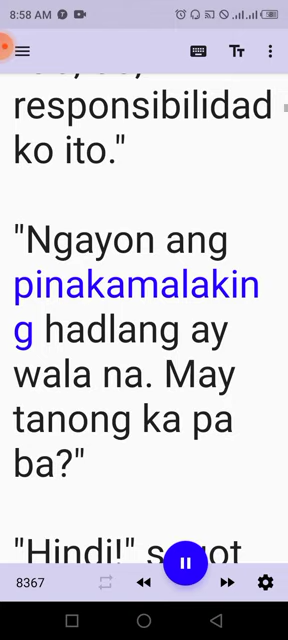 8:58 AM
responsibilidad
ko ito."
"Ngayon ang
pinakamalakin
g hadlang ay
wala na. May
tanong ka pa
ba?"
"Hindi!"
8367